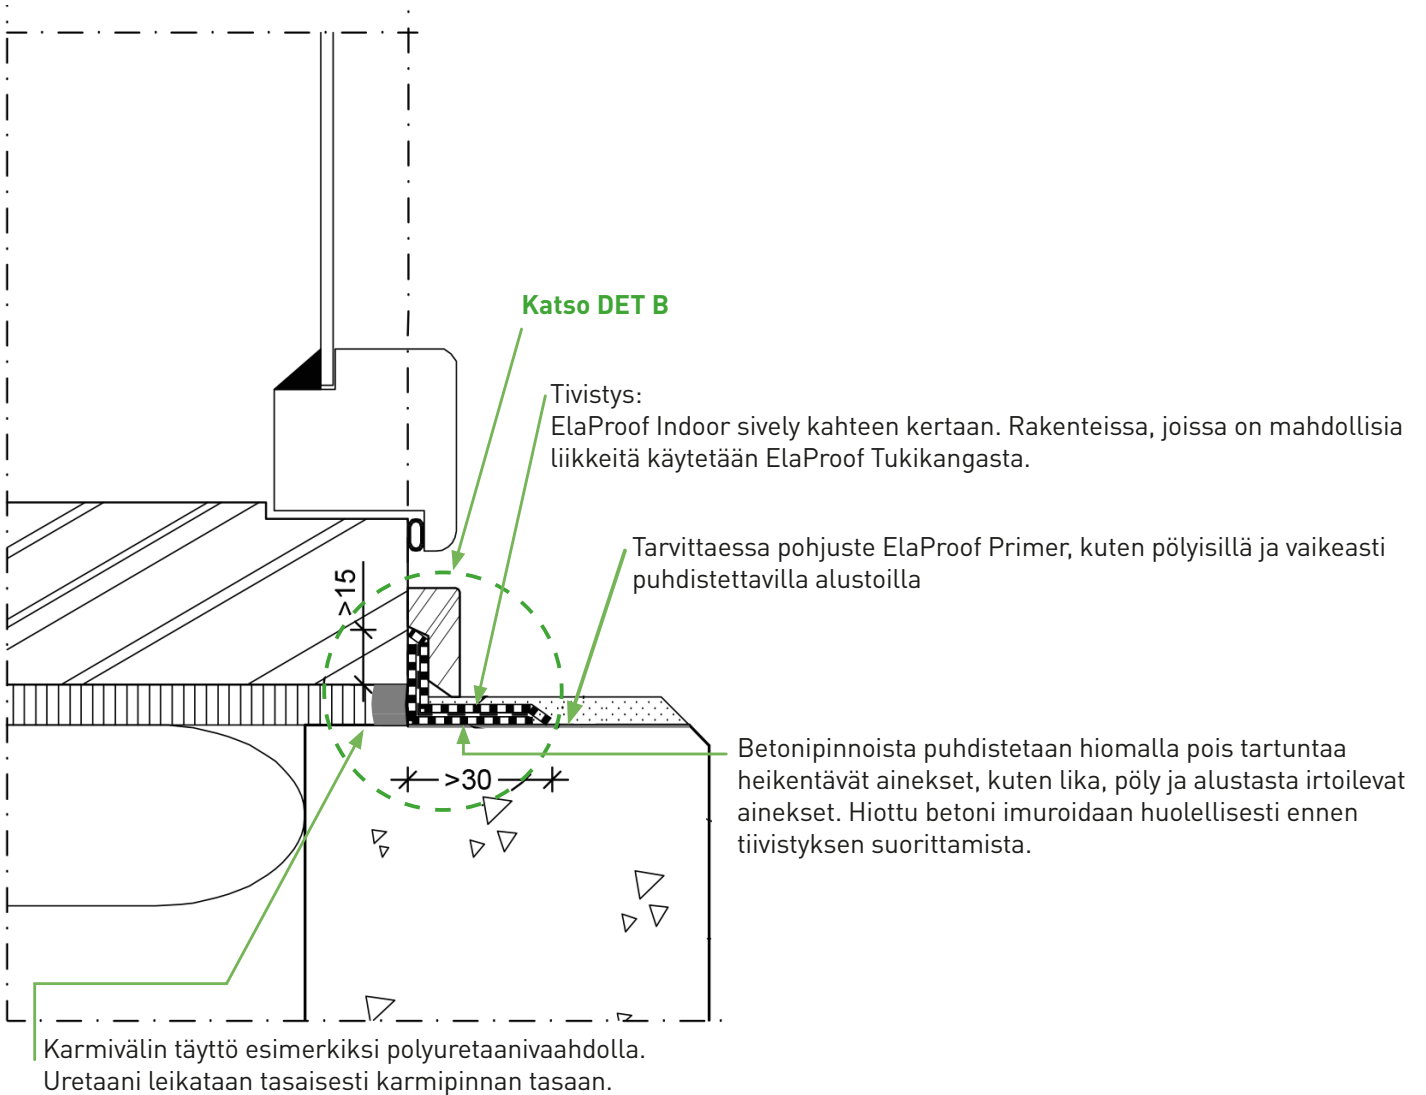 Katso DET B
Tivistys:
ElaProof Indoor sively kahteen kertaan. Rakenteissa, joissa on mahdollisia
liikkeitä käytetään ElaProof Tukikangasta.
Tarvittaessa pohjuste ElaProof Primer, kuten pölyisillä ja vaikeasti
puhdistettavilla alustoilla
>15
>30
Betonipinnoista puhdistetaan hiomalla pois tartuntaa
heikentävät ainekset, kuten lika, pöly ja alustasta irtoilevat
ainekset. Hiottu betoni imuroidaan huolellisesti ennen
tiivistyksen suorittamista.
Karmivälin täyttö esimerkiksi polyuretaanivaahdolla.
Uretaani leikataan tasaisesti karmipinnan tasaan.